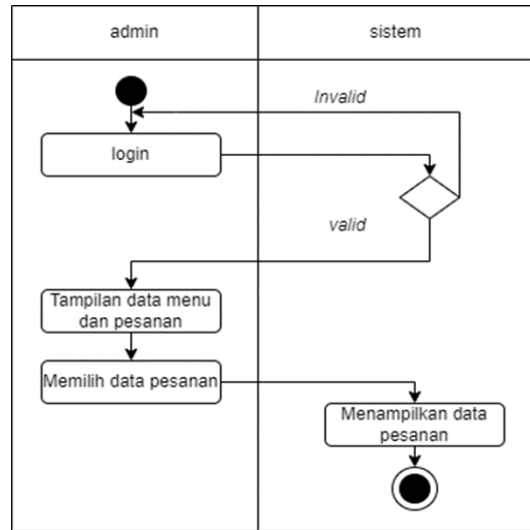 admin
sistem
Invalid
login
valid
Tampilan data menu
dan pesanan
Memilih data pesanan
Menampilkan data
pesanan